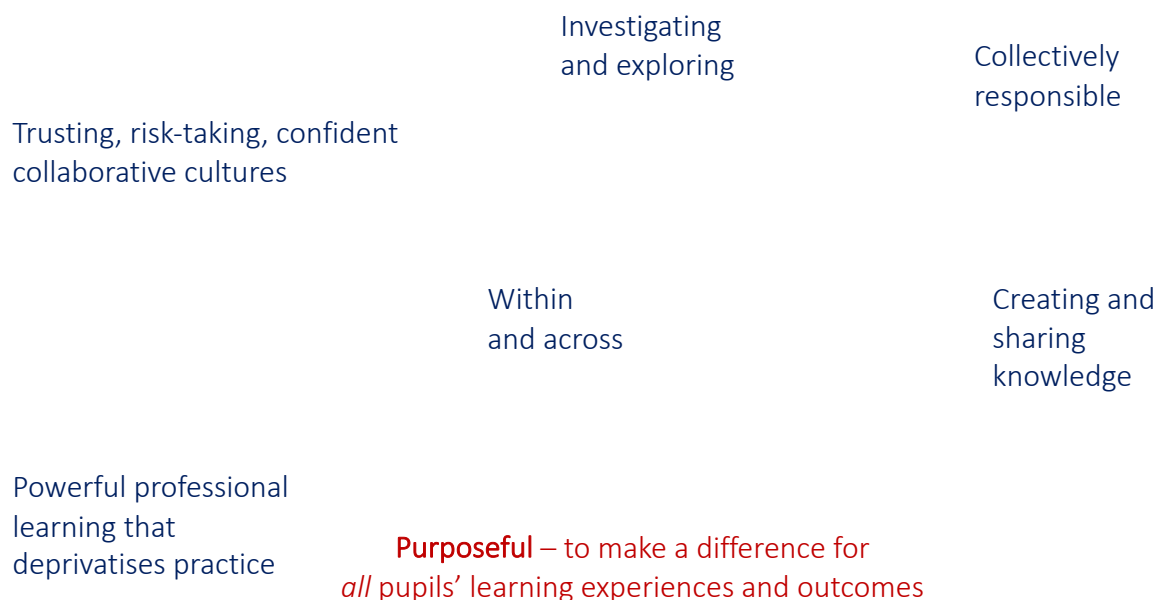 Investigating
and exploring
Collectively
responsible
Trusting, risk-taking, confident
collaborative cultures
Within
and across
Creating and
sharing
knowledge
Powerful professional
learning that
deprivatises practice
Purposeful – to make a difference for
all pupils’ learning experiences and outcomes